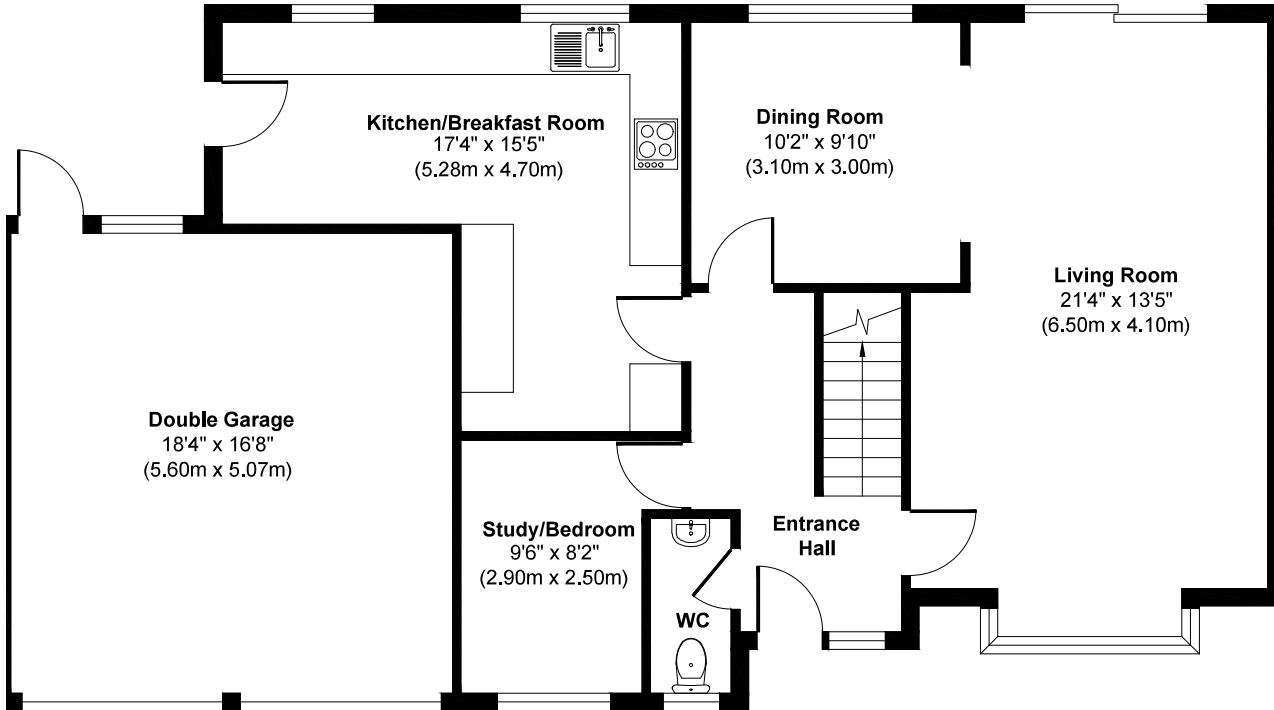 Kitchen/Breakfast Room
17'4" x 15'5"
(5.28m x 4.70m)
Dining Room
10'2" x 9'10"
(3.10m x 3.00m)
Living Room
21'4" x 13'5"
(6.50m x 4.10m)
Double Garage
18'4" x 16'8"
(5.60m x 5.07m)
Study/Bedroom
9'6" x 8'2"
(2.90m x 2.50m)
Entrance
Hall
WC